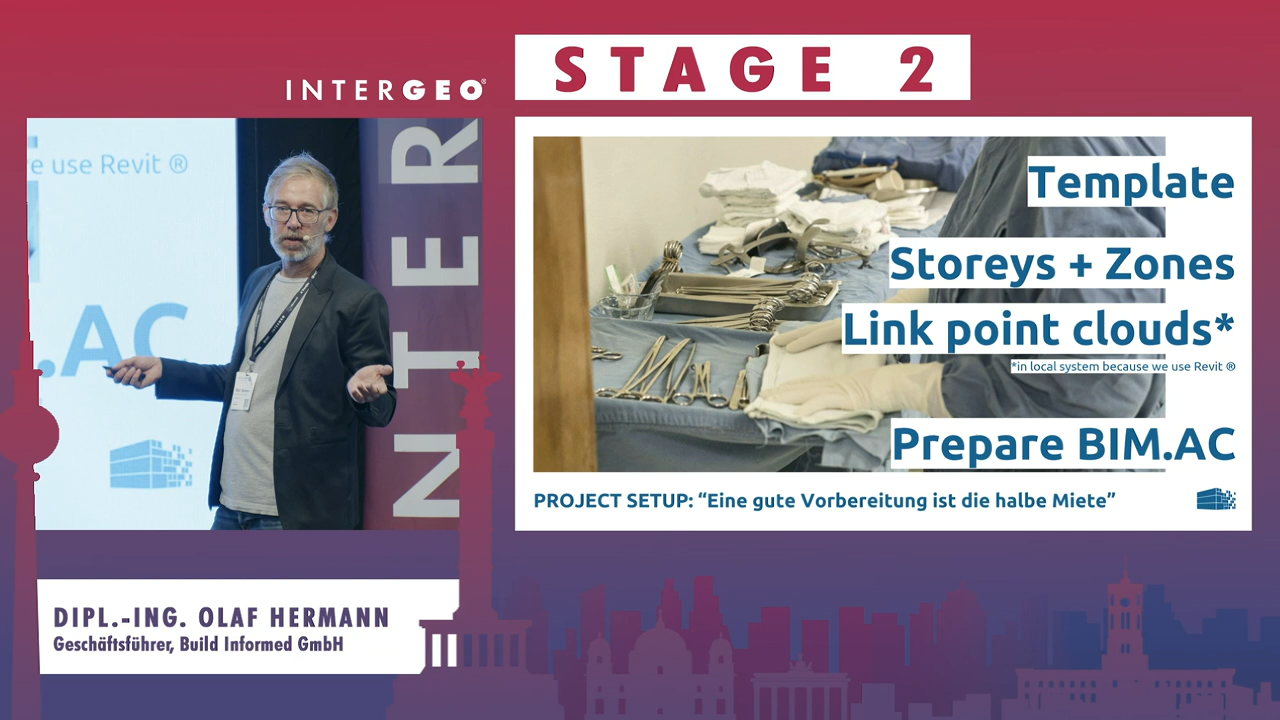 STAGE 2
INTERGEO®
e use Revit ®
.AC
INTER
Template
Storeys + Zones
Link point clouds*
*in local system because we use Revit ®
Prepare BIM.AC
PROJECT SETUP: “Eine gute Vorbereitung ist die halbe Miete”
DIPL.-ING. OLAF HERMANN
Geschäftsführer, Build Informed GmbH